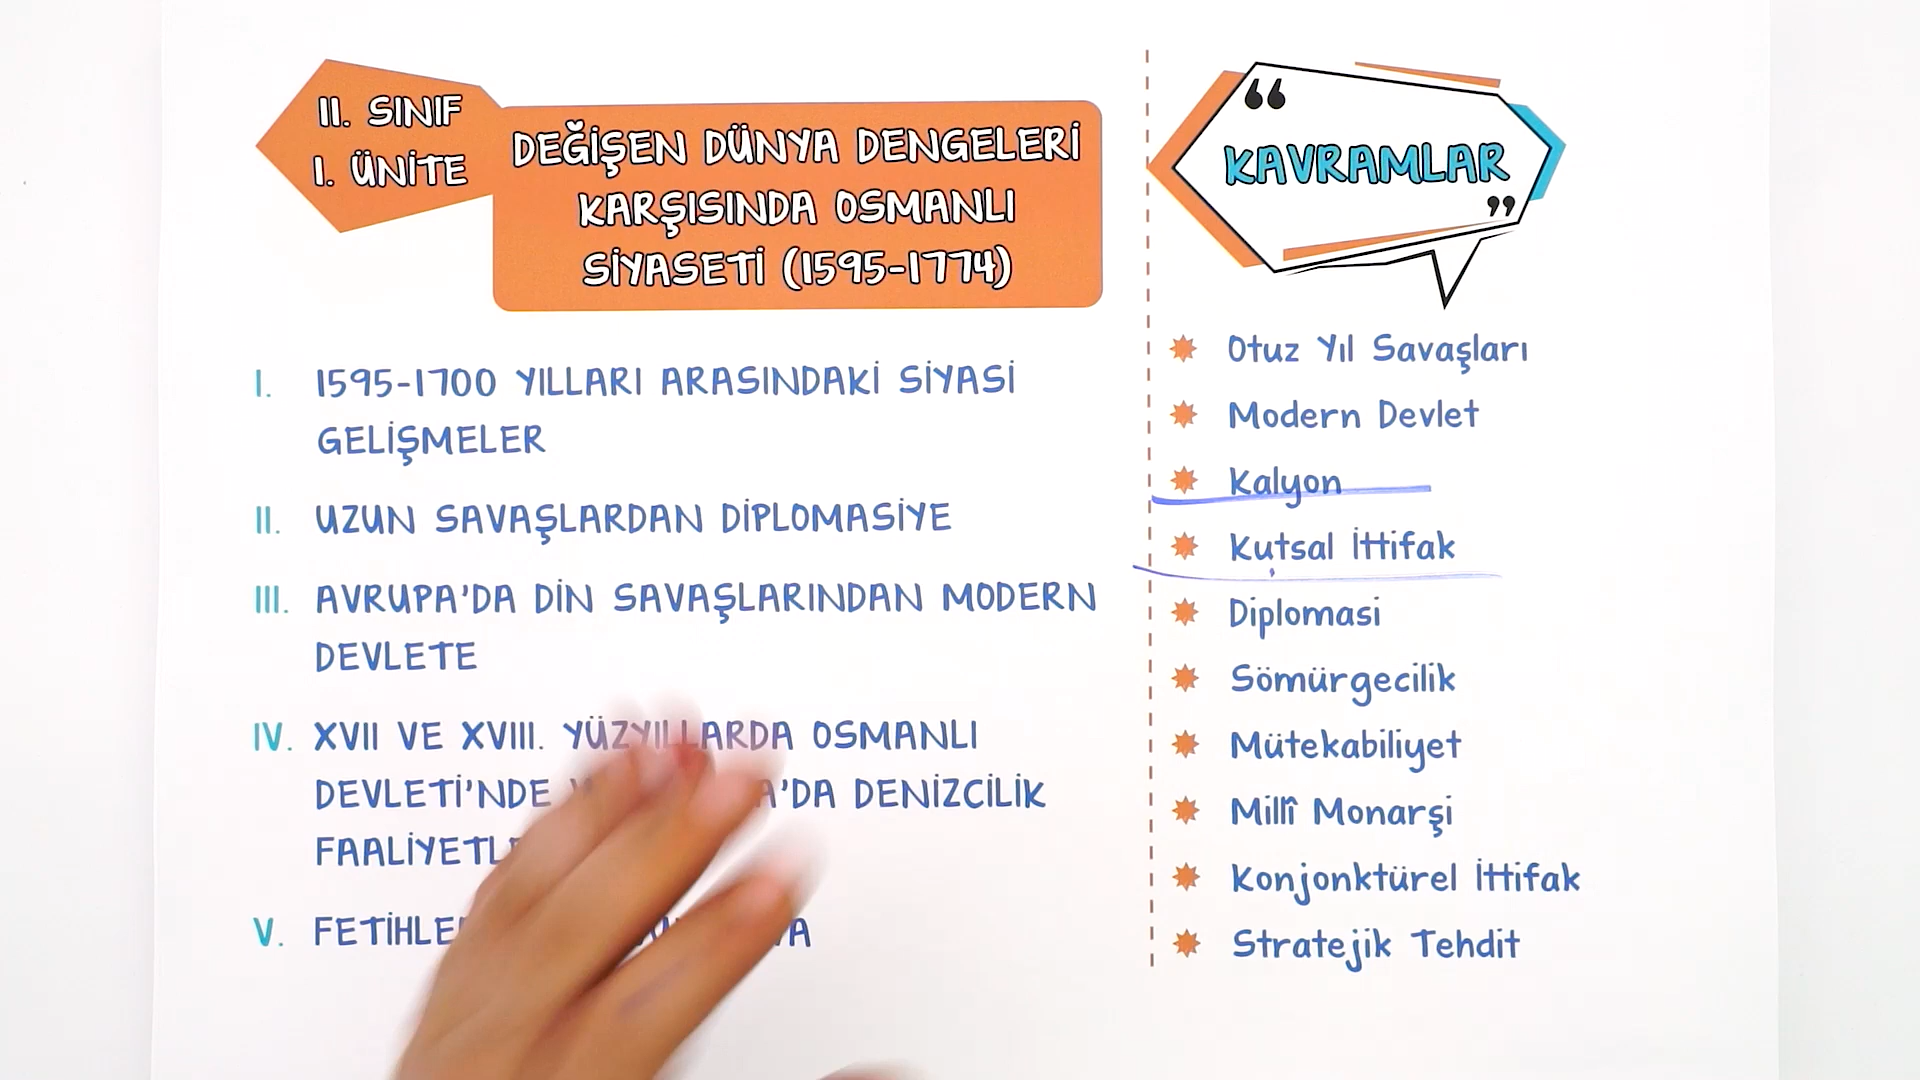 11. SINIF
1. ÜNİTE
DEĞİŞEN DÜNYA DENGELERİ
KARŞISINDA OSMANLI
SİYASETİ (1595-1774)
I. 1595-1700 YILLARI ARASINDAKİ SİYASİ
GELİŞMELER
II. UZUN SAVAŞLARDAN DİPLOMASİYE
III. AVRUPA'DA DİN SAVAŞLARINDAN MODERN
DEVLETE
IV. XVII VE XVIII. YÜZYILLARDA OSMANLI
DEVLETİ'NDE DENİZCİLİK
V.
“ KAVRAMLAR ”
Otuz Yıl Savaşları
Modern Devlet
Kalyon
Kutsal İttifak
Diplomasi
Sömürgecilik
Mütekabiliyet
Millî Monarşi
Konjonktürel İttifak
Stratejik Tehdit